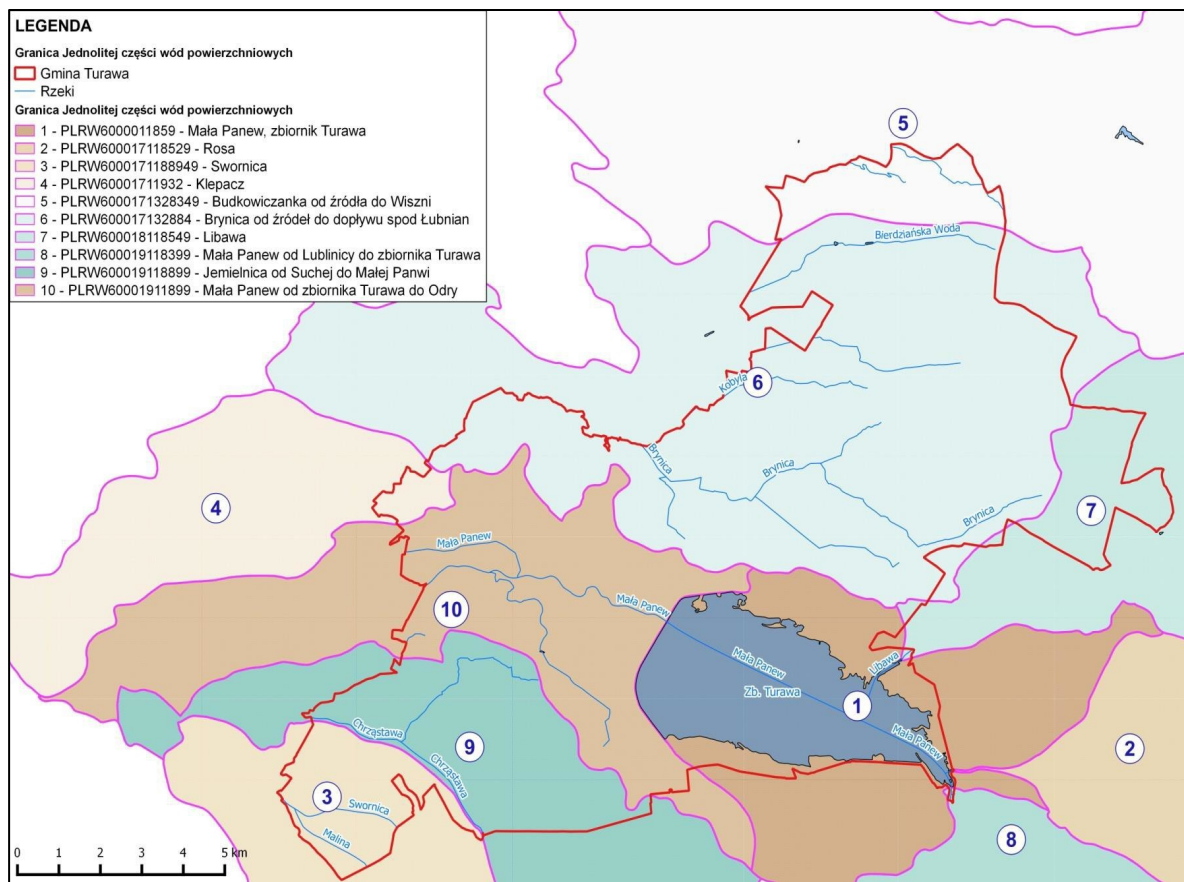 LEGENDA
Granica Jednolitej części wód powierzchniowych
Gmina Turawa
Rzeki
Granica Jednolitej części wód powierzchniowych
1 - PLRW6000011859 - Mała Panew, zbiornik Turawa
2 - PLRW600017118529 - Rosa
3 - PLRW6000171188949 - Swornica
4 - PLRW60001711932 - Klepacz
5 - PLRW6000171328349 - Budkowiczanka od źródła do Wiszni
6 - PLRW600017132884 - Brynica od źródeł do dopływu spod Łubnian
7 - PLRW600018118549 - Libawa
8 - PLRW600019118399 - Mała Panew od Lublinicy do zbiornika Turawa
9 - PLRW600019118899 - Jemielnica od Suchej do Małej Panwi
10 - PLRW60001911899 - Mała Panew od zbiornika Turawa do Odry
5
Bierdziańska Woda
Kobyla
6
Brynica
Brynica
Brynica
4
7
Mała Panew
10
Mała Panew
Mała Panew
Libawa
Zb. Turawa
1
Mała Panew
2
Chrząstawa
9
Chrząstawa
3
Swornica
Malina
8
0 1 2 3 4 5 km